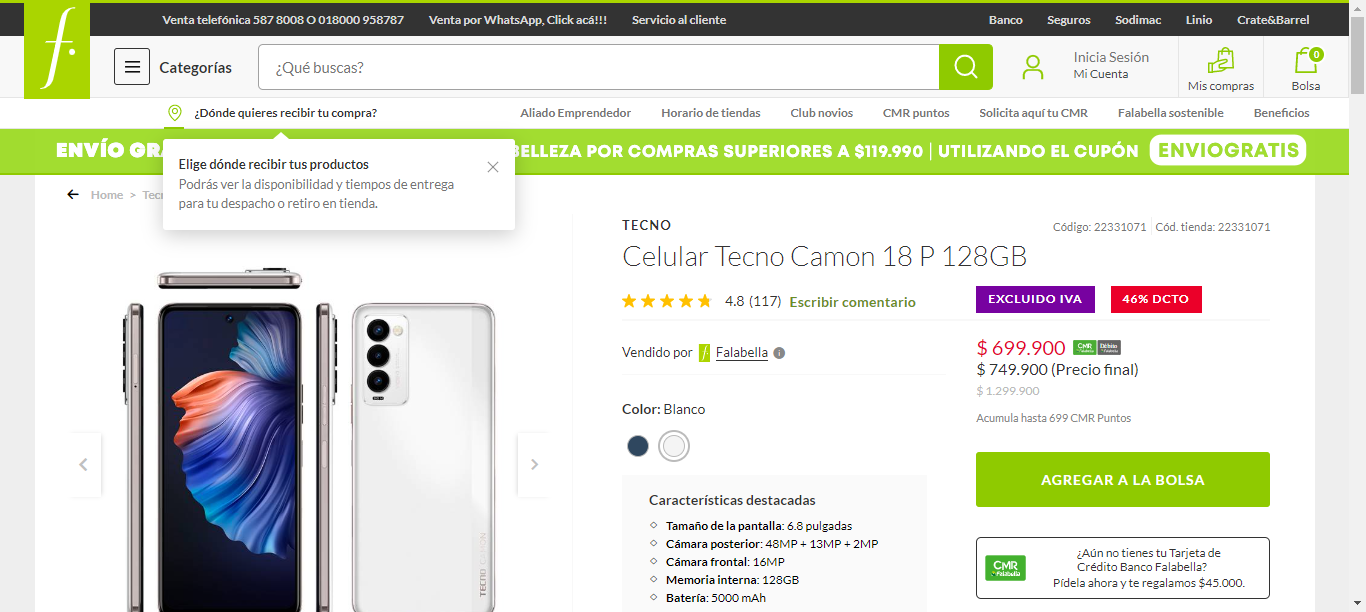 Venta telefónica 587 8008 O 018000 958787
Venta por WhatsApp, Click acá!!!
Servicio al cliente
Banco
Seguros
Sodimac
Linio
Crate&Barrel
f.
Categorías
¿Qué buscas?
Inicia Sesión
Mi Cuenta
Mis compras
0
Bolsa
¿Dónde quieres recibir tu compra?
Aliado Emprendedor
Horario de tiendas
Club novios
CMR puntos
Solicita aquí tu CMR
Falabella sostenible
Beneficios
ENVÍO GRA
BELLEZA POR COMPRAS SUPERIORES A $119.990 | UTILIZANDO EL CUPÓN ENVIOGRATIS
Elige dónde recibir tus productos
Podrás ver la disponibilidad y tiempos de entrega
para tu despacho o retiro en tienda.
Home > Tecn
TECNO
Código: 22331071
Cód. tienda: 22331071
Celular Tecno Camon 18 P 128GB
4.8 (117) Escribir comentario
EXCLUIDO IVA
46% DCTO
Vendido por Falabella
$ 699.900
CMR Falabella
Débito Falabella
$ 749.900 (Precio final)
$ 1.299.900
Acumula hasta 699 CMR Puntos
Color: Blanco
AGREGAR A LA BOLSA
Características destacadas
Tamaño de la pantalla: 6.8 pulgadas
Cámara posterior: 48MP + 13MP + 2MP
Cámara frontal: 16MP
Memoria interna: 128GB
Batería: 5000 mAh
TECNO CAMON
CMR
Falabella
¿Aún no tienes tu Tarjeta de
Crédito Banco Falabella?
Pídela ahora y te regalamos $45.000.